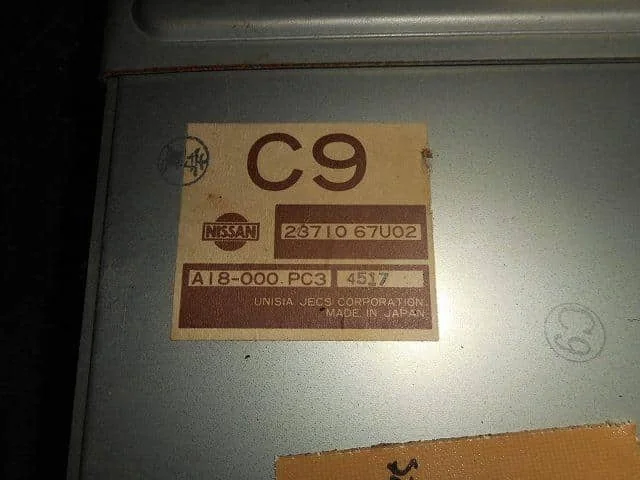 C9
NISSAN
23710 67U02
A18-000.PC3 4517
UNISIA JECS CORPORATION
MADE IN JAPAN